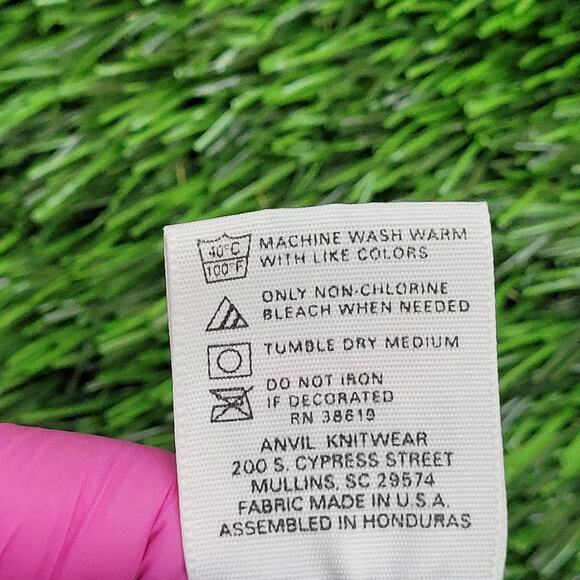 40°C
100°F
MACHINE WASH WARM
WITH LIKE COLORS
ONLY NON-CHLORINE
BLEACH WHEN NEEDED
TUMBLE DRY MEDIUM
DO NOT IRON
IF DECORATED
RN 38619
ANVIL KNITWEAR
200 S. CYPRESS STREET
MULLINS, SC 29574
FABRIC MADE IN U.S.A.
ASSEMBLED IN HONDURAS